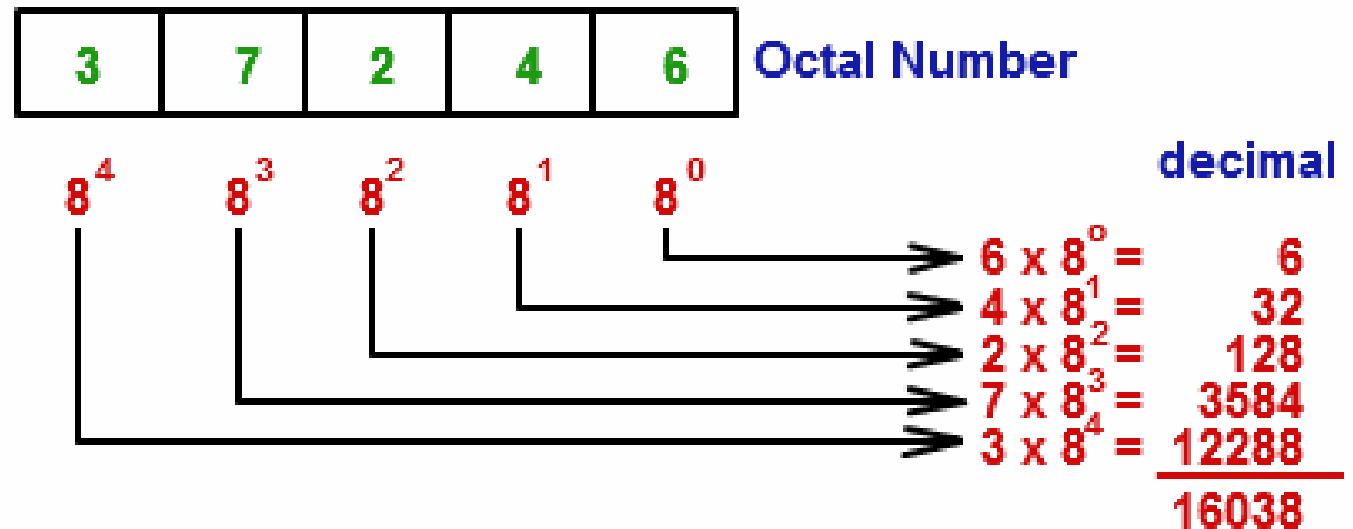 3 7 2 4 6 Octal Number
8⁴ 8³ 8² 8¹ 8⁰
decimal
6 x 8⁰ = 6
4 x 8¹ = 32
2 x 8² = 128
7 x 8³ = 3584
3 x 8⁴ = 12288
16038